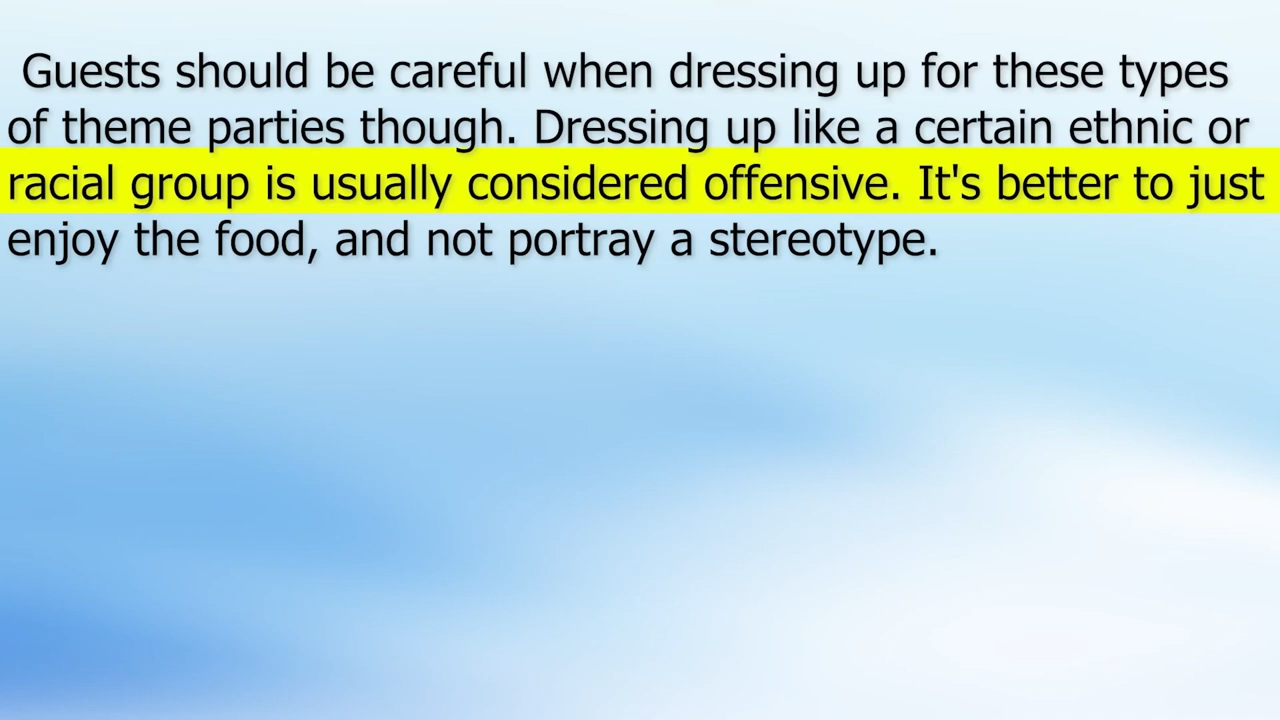 Guests should be careful when dressing up for these types
of theme parties though. Dressing up like a certain ethnic or
racial group is usually considered offensive. It's better to just
enjoy the food, and not portray a stereotype.